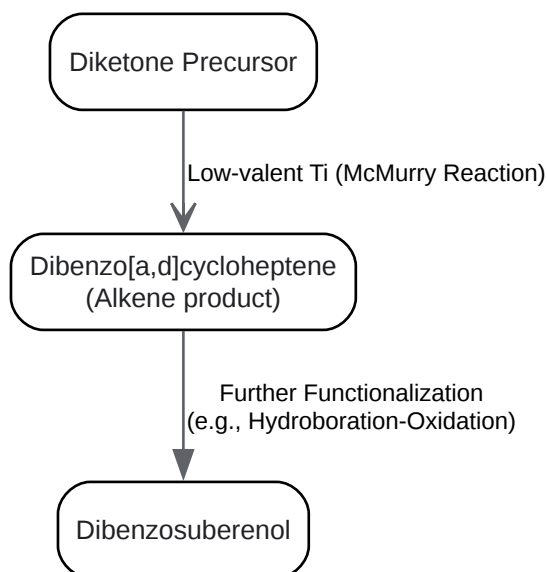 Diketone Precursor
Low-valent Ti (McMurry Reaction)
Dibenzo[a,d]cycloheptene
(Alkene product)
Further Functionalization
(e.g., Hydroboration-Oxidation)
Dibenzosuberenol